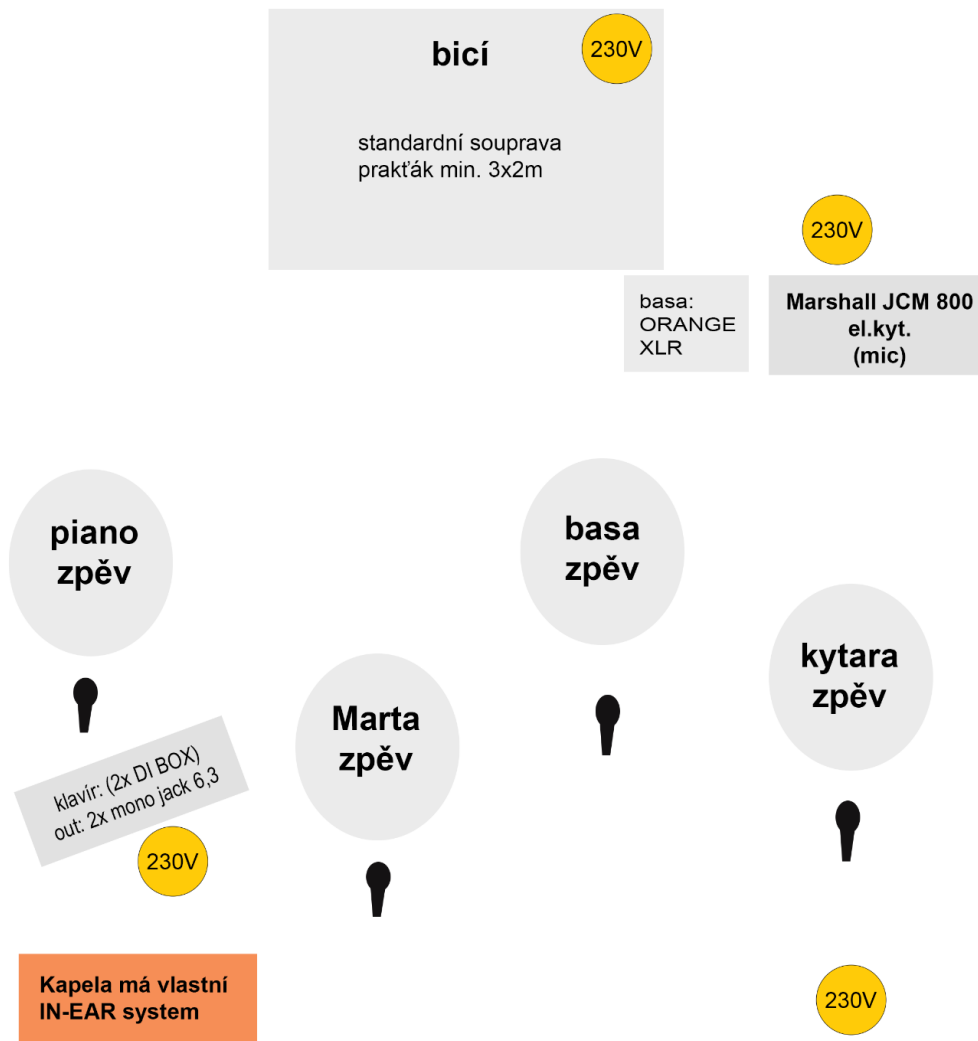 bicí
230V
standardní souprava
prakťák min. 3x2m
230V
basa:
ORANGE
XLR
Marshall JCM 800
el.kyt.
(mic)
piano
zpěv
basa
zpěv
kytara
zpěv
Marta
zpěv
klavír: (2x DI BOX)
out: 2x mono jack 6,3
230V
Kapela má vlastní
IN-EAR system
230V